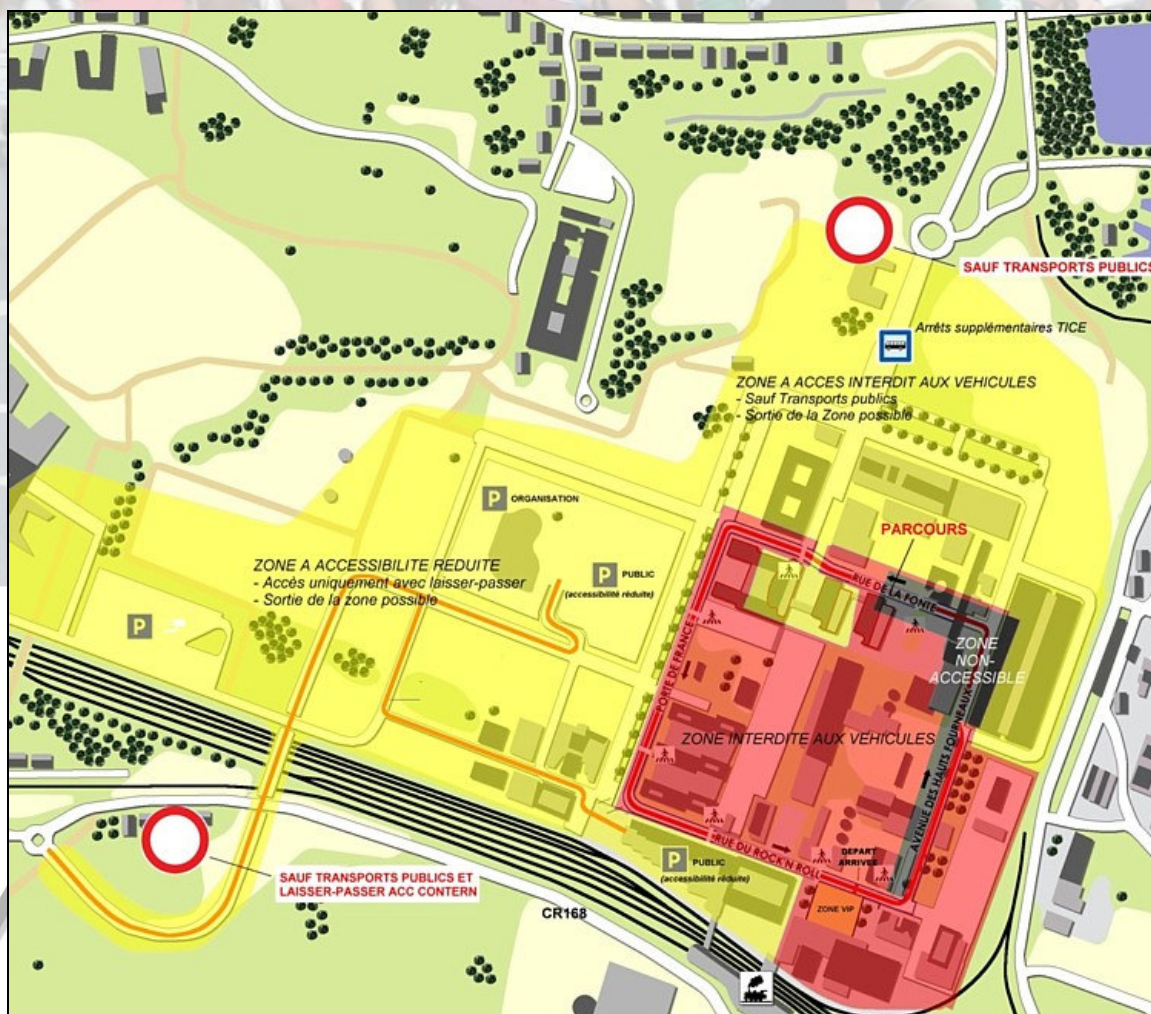 SAUF TRANSPORTS PUBLICS
Arrêts supplémentaires TICE
ZONE A ACCES INTERDIT AUX VEHICULES
- Sauf Transports publics
- Sortie de la Zone possible
P ORGANISATION
PARCOURS
ZONE A ACCESSIBILITE REDUITE
- Accès uniquement avec laisser-passer
- Sortie de la zone possible
P PUBLIC
(accessibilité réduite)
RUE DE LA FONTE
P
ZONE
NON-
ACCESSIBLE
PORTE DE FRANCE
ZONE INTERDITE AUX VÉHICULES
AVENUE DES HAUTS FOURNEAUX
RUE DU ROCK N ROLL
DEPART
ARRIVEE
P PUBLIC
(accessibilité réduite)
SAUF TRANSPORTS PUBLICS ET
LAISSER-PASSER ACC CONTERN
ZONE VIP
CR168